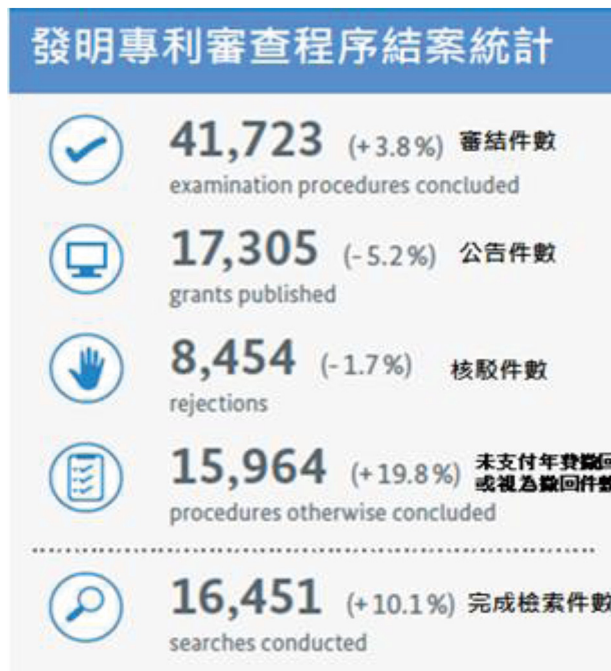 發明專利審查程序結案統計
41,723 (+3.8%) 審結件數
examination procedures concluded
17,305 (-5.2%) 公告件數
grants published
8,454 (-1.7%) 核駁件數
rejections
15,964 (+19.8%) 未支付年費撤回
或視為撤回件數
procedures otherwise concluded
16,451 (+10.1%) 完成檢索件數
searches conducted